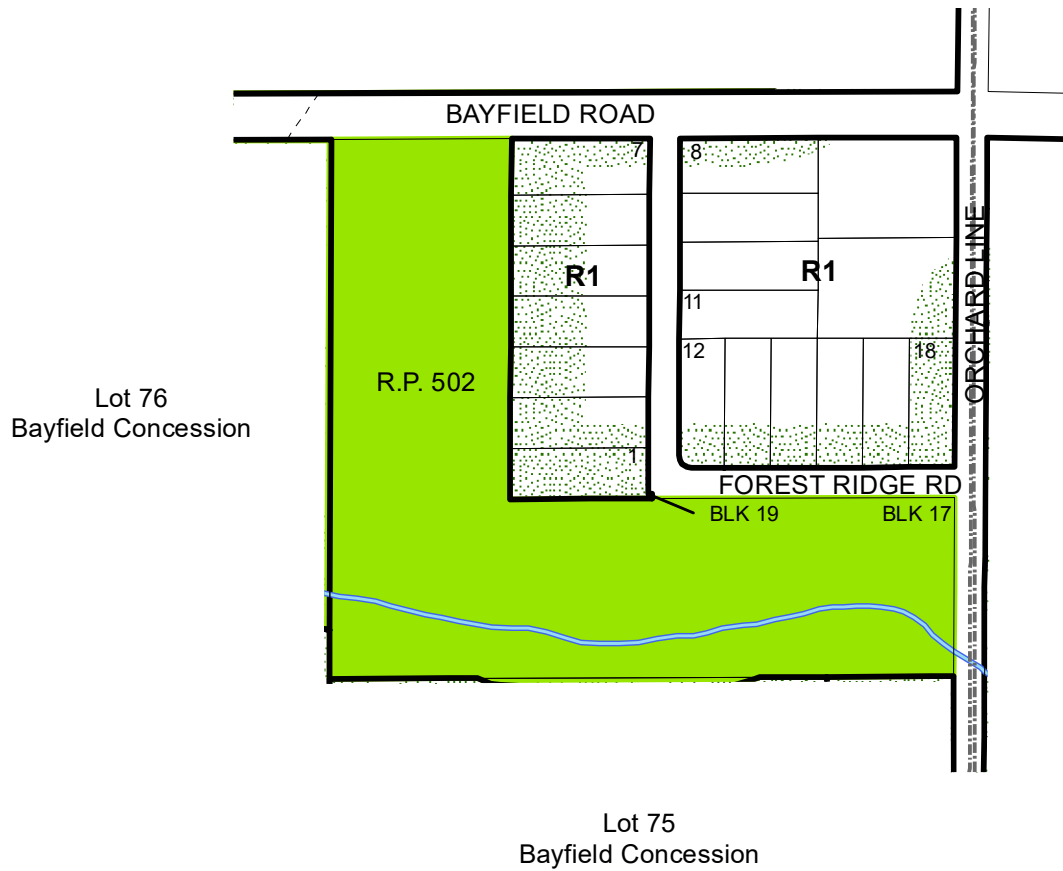 BAYFIELD ROAD
7
8
R1
R1
ORCHARD LINE
11
12
18
R.P. 502
Lot 76
Bayfield Concession
1
FOREST RIDGE RD
BLK 19
BLK 17
Lot 75
Bayfield Concession